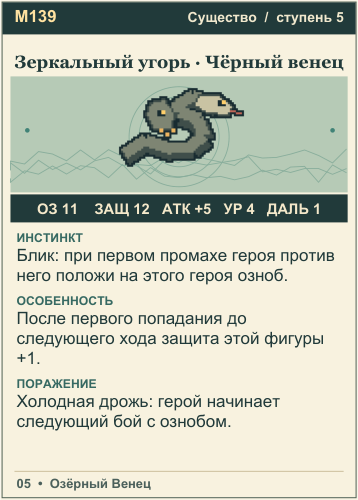 M139
Существо / ступень 5
Зеркальный угорь · Чёрный венец
ОЗ 11 ЗАЩ 12 АТК +5 УР 4 ДАЛЬ 1
ИНСТИНКТ
Блик: при первом промахе героя против
него положи на этого героя озноб.
ОСОБЕННОСТЬ
После первого попадания до
следующего хода защита этой фигуры
+1.
ПОРАЖЕНИЕ
Холодная дрожь: герой начинает
следующий бой с ознобом.
05 • Озёрный Венец